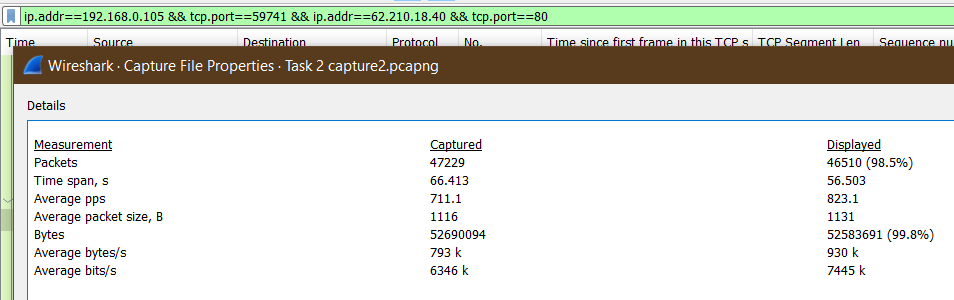 ip.addr==192.168.0.105 && tcp.port==59741 && ip.addr==62.210.18.40 && tcp.port==80
Time Source Destination Protocol No. Time since first frame in this TCP s TCP Segment Len Sequence nu
Wireshark · Capture File Properties · Task 2 capture2.pcapng
Details
Measurement Captured Displayed
Packets 47229 46510 (98.5%)
Time span, s 66.413 56.503
Average pps 711.1 823.1
Average packet size, B 1116 1131
Bytes 52690094 52583691 (99.8%)
Average bytes/s 793 k 930 k
Average bits/s 6346 k 7445 k